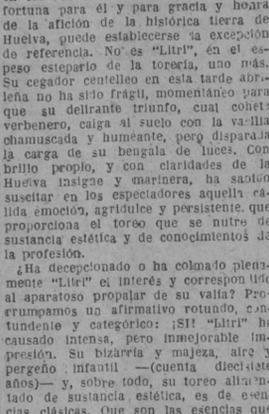 fortuna para él y para gracia y honra
de la afición de la histórica tierra de
Huelva, puede establecerse la excepción
de referencia. No es "Litri", en el es-
peso estepario de la torería, uno más.
Su cegador centelleo en esta tarde abri-
leña no ha sido frágil, momentáneo para
que su delirante triunfo, cual cohete
verbenero, caiga al suelo con la varilla
chamuscada y humeante, pero disparada
la carga de su bengala de luces. Con
brillo propio, y con claridades de la
Huelva insigne y marinera, ha sabido
suscitar en los espectadores aquella cá-
lida emoción, agridulce y persistente, que
proporciona el toreo que se nutre de
sustancia estética y de conocimientos de
la profesión.
¿Ha decepcionado o ha colmado plena-
mente "Litri" el interés y correspondido
al aparatoso propalar de su valía? Pro-
rrumpamos un afirmativo rotundo, con-
tundente y categórico: ¡SI! "Litri" ha
causado intensa, pero inmejorable im-
presión. Su bizarría y majeza, aire y
pergeño infantil —(cuenta diecisiete
años)— y, sobre todo, su toreo alimen-
tado de sustancia estética, es de esen-
cias clásicas. Que son las esencias que